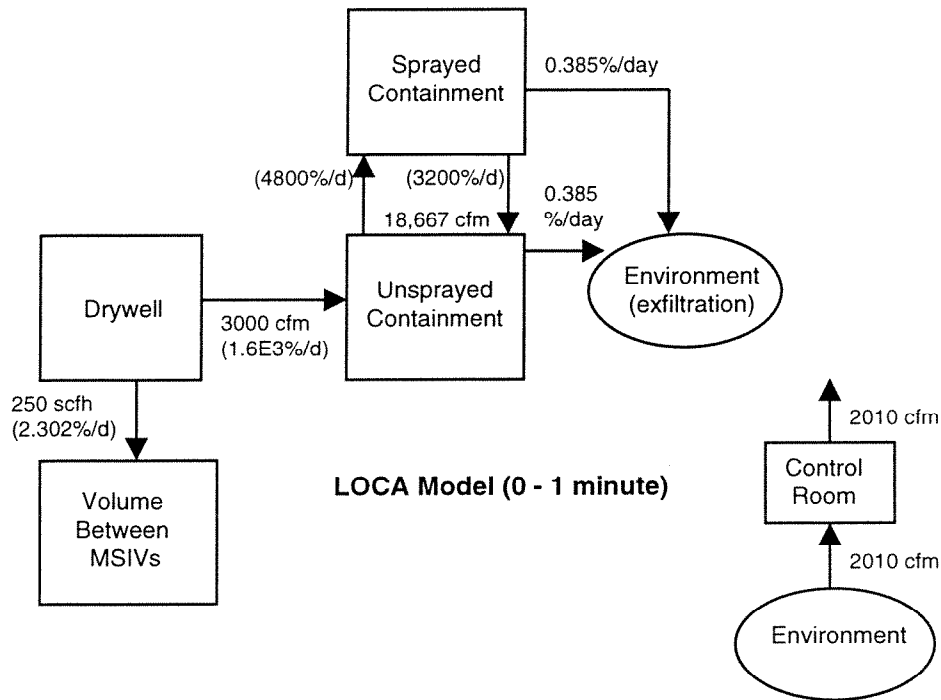 Sprayed
Containment
0.385%/day
(4800%/d)
(3200%/d)
18,667 cfm
0.385
%/day
Drywell
3000 cfm
(1.6E3%/d)
Unsprayed
Containment
Environment
(exfiltration)
250 scfh
(2.302%/d)
Volume
Between
MSIVs
LOCA Model (0 - 1 minute)
2010 cfm
Control
Room
2010 cfm
Environment